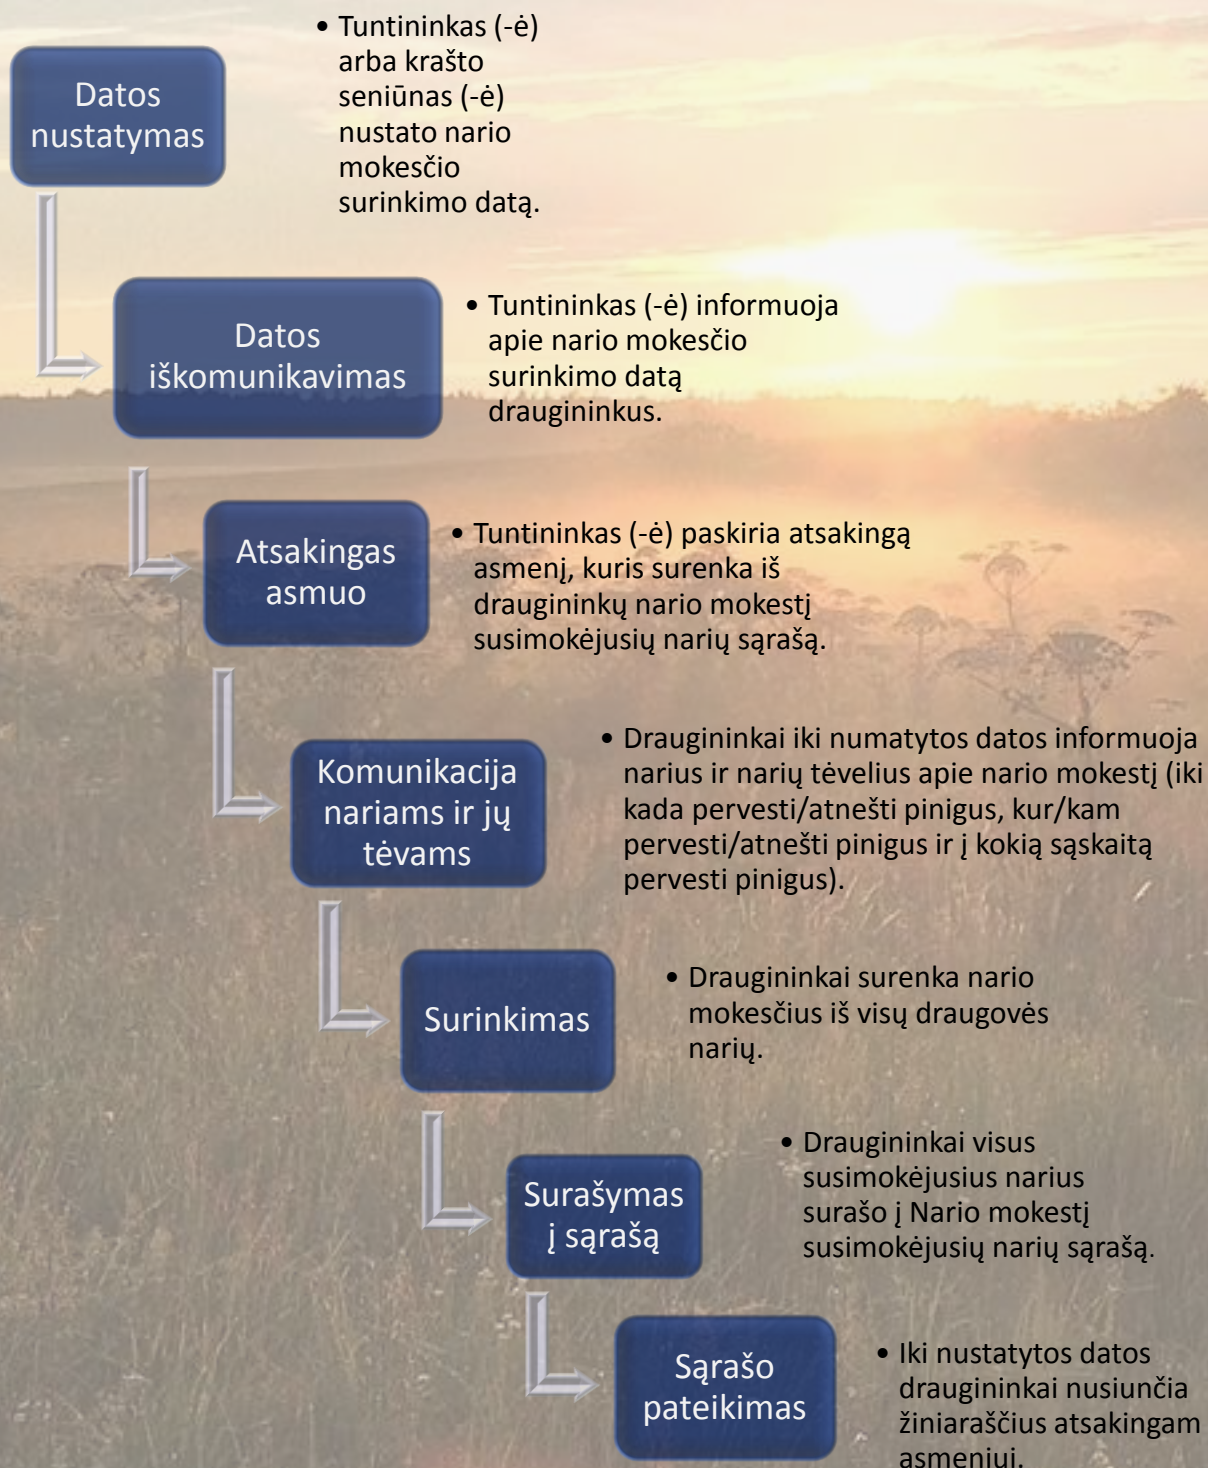 Datos
nustatymas
• Tuntininkas (-ė)
arba krašto
seniūnas (-ė)
nustato nario
mokesčio
surinkimo datą.
Datos
iškomunikavimas
• Tuntininkas (-ė) informuoja
apie nario mokesčio
surinkimo datą
draugininkus.
Atsakingas
asmuo
• Tuntininkas (-ė) paskiria atsakingą
asmenį, kuris surenka iš
draugininkų nario mokestį
susimokėjusių narių sąrašą.
Komunikacija
nariams ir jų
tėvams
• Draugininkai iki numatytos datos informuoja
narius ir narių tėvelius apie nario mokestį (iki
kada pervesti/atnešti pinigus, kur/kam
pervesti/atnešti pinigus ir į kokią sąskaitą
pervesti pinigus).
Surinkimas
• Draugininkai surenka nario
mokesčius iš visų draugovės
narių.
Surašymas
į sąrašą
• Draugininkai visus
susimokėjusius narius
surašo į Nario mokestį
susimokėjusių narių sąrašą.
Sąrašo
pateikimas
• Iki nustatytos datos
draugininkai nusiunčia
žiniaraščius atsakingam
asmeniui.